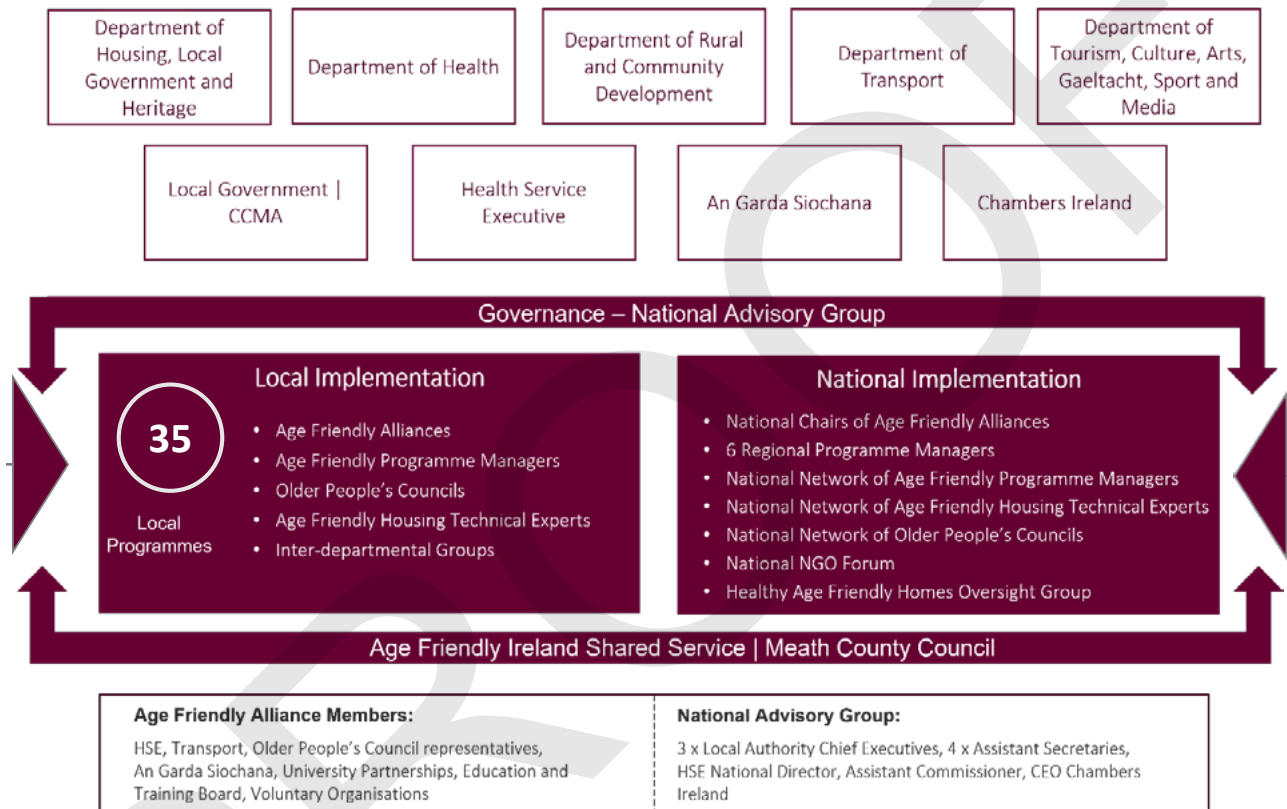 Department of
Housing, Local
Government and
Heritage
Department of Health
Department of Rural
and Community
Development
Department of
Transport
Department of
Tourism, Culture, Arts,
Gaeltacht, Sport and
Media
Local Government |
CCMA
Health Service
Executive
An Garda Siochana
Chambers Ireland
Governance – National Advisory Group
Local Implementation
35
Local
Programmes
• Age Friendly Alliances
• Age Friendly Programme Managers
• Older People's Councils
• Age Friendly Housing Technical Experts
• Inter-departmental Groups
National Implementation
• National Chairs of Age Friendly Alliances
• 6 Regional Programme Managers
• National Network of Age Friendly Programme Managers
• National Network of Age Friendly Housing Technical Experts
• National Network of Older People's Councils
• National NGO Forum
• Healthy Age Friendly Homes Oversight Group
Age Friendly Ireland Shared Service | Meath County Council
Age Friendly Alliance Members:
HSE, Transport, Older People's Council representatives,
An Garda Siochana, University Partnerships, Education and
Training Board, Voluntary Organisations
National Advisory Group:
3 x Local Authority Chief Executives, 4 x Assistant Secretaries,
HSE National Director, Assistant Commissioner, CEO Chambers
Ireland
PROOF